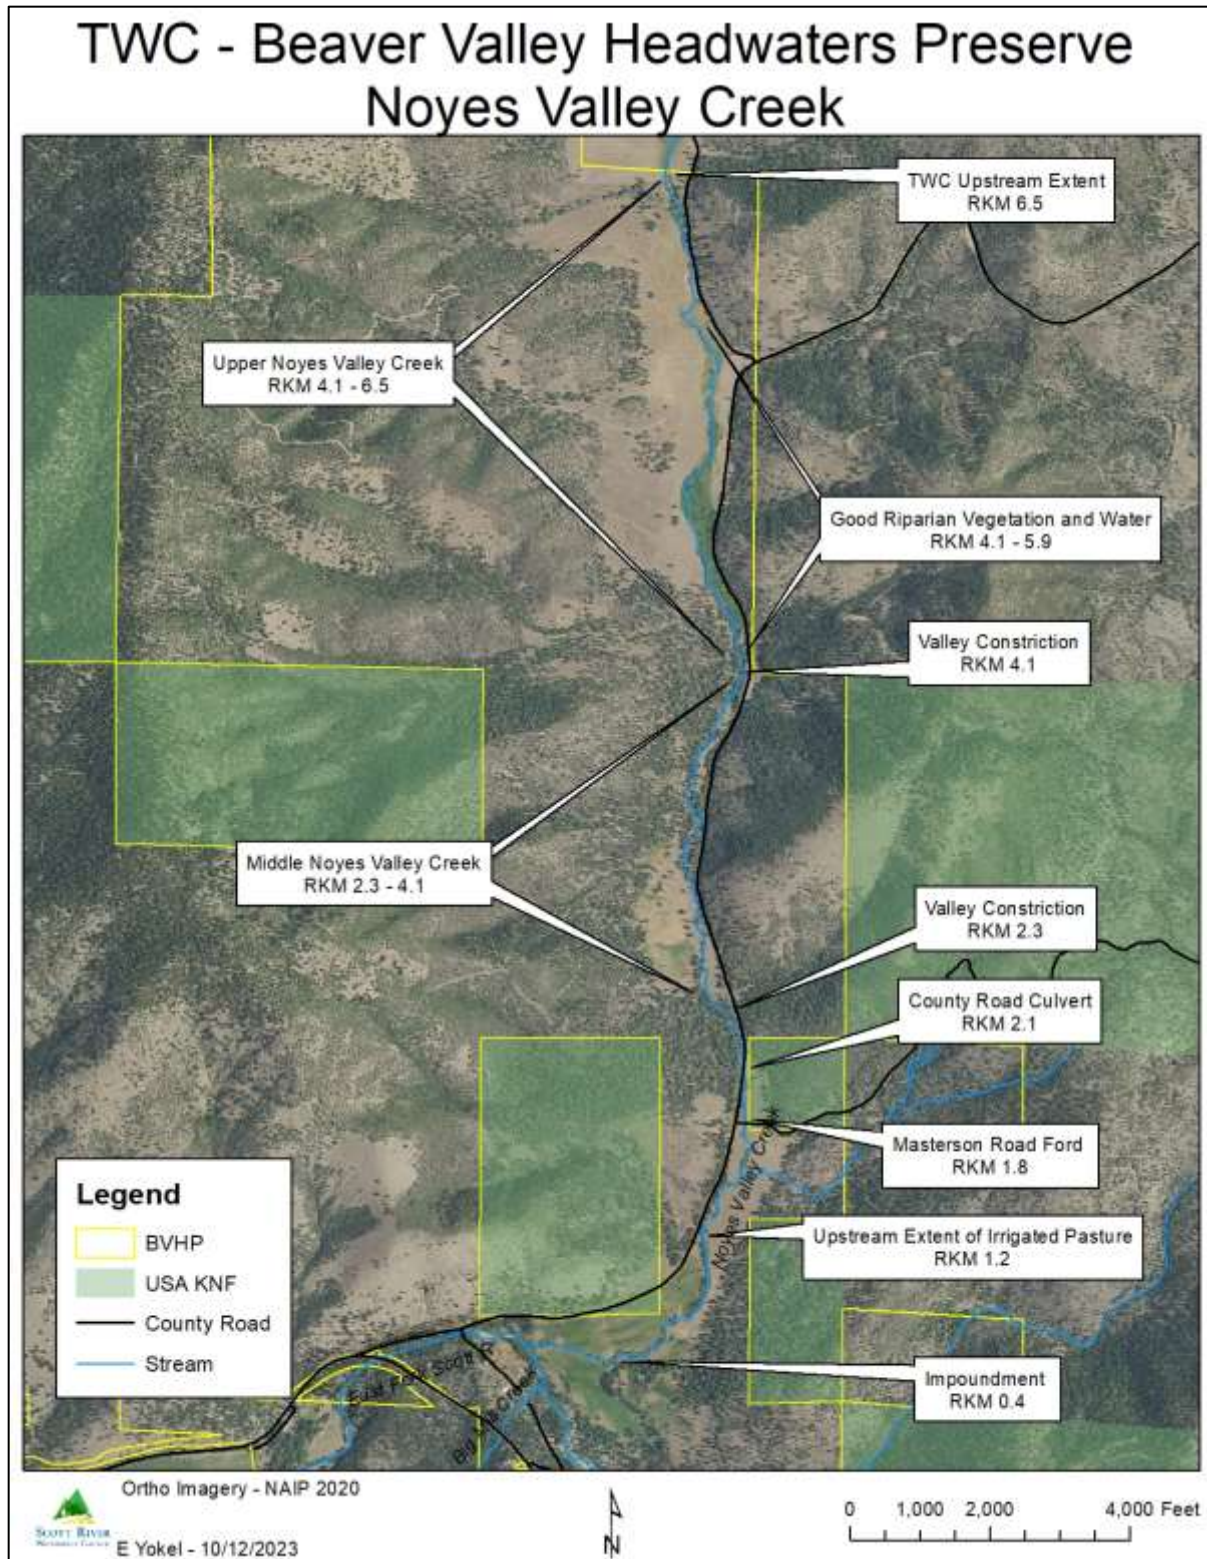 TWC - Beaver Valley Headwaters Preserve
Noyes Valley Creek
TWC Upstream Extent
RKM 6.5
Upper Noyes Valley Creek
RKM 4.1 - 6.5
Good Riparian Vegetation and Water
RKM 4.1 - 5.9
Valley Constriction
RKM 4.1
Middle Noyes Valley Creek
RKM 2.3 - 4.1
Valley Constriction
RKM 2.3
County Road Culvert
RKM 2.1
Masterson Road Ford
RKM 1.8
Noyes Valley Creek
Upstream Extent of Irrigated Pasture
RKM 1.2
Impoundment
RKM 0.4
East Fork Scott R
Creek
Legend
BVHP
USA KNF
County Road
Stream
Ortho Imagery - NAIP 2020
SCOTT RIVER
E Yokel - 10/12/2023
N
0 1,000 2,000 4,000 Feet